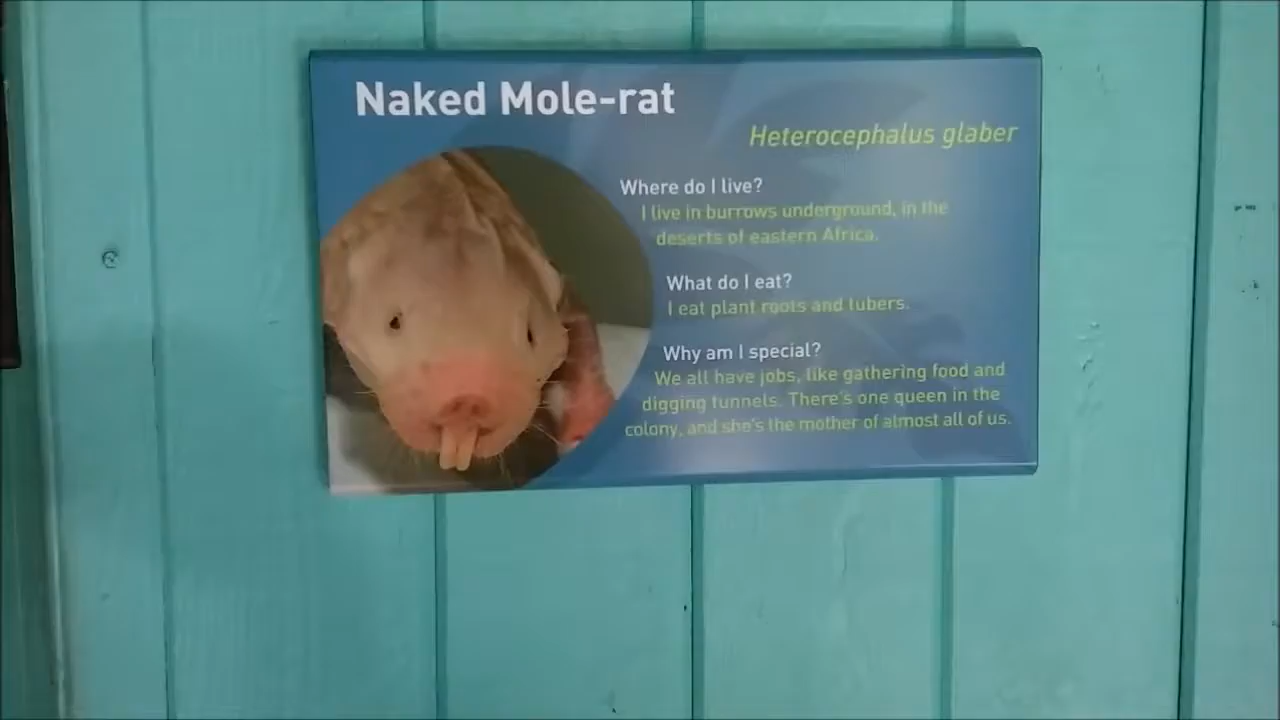 Naked Mole-rat
Heterocephalus glaber
Where do I live?
I live in burrows underground, in the
deserts of eastern Africa.
What do I eat?
I eat plant roots and tubers.
Why am I special?
We all have jobs, like gathering food and
digging tunnels. There's one queen in the
colony, and she's the mother of almost all of us.